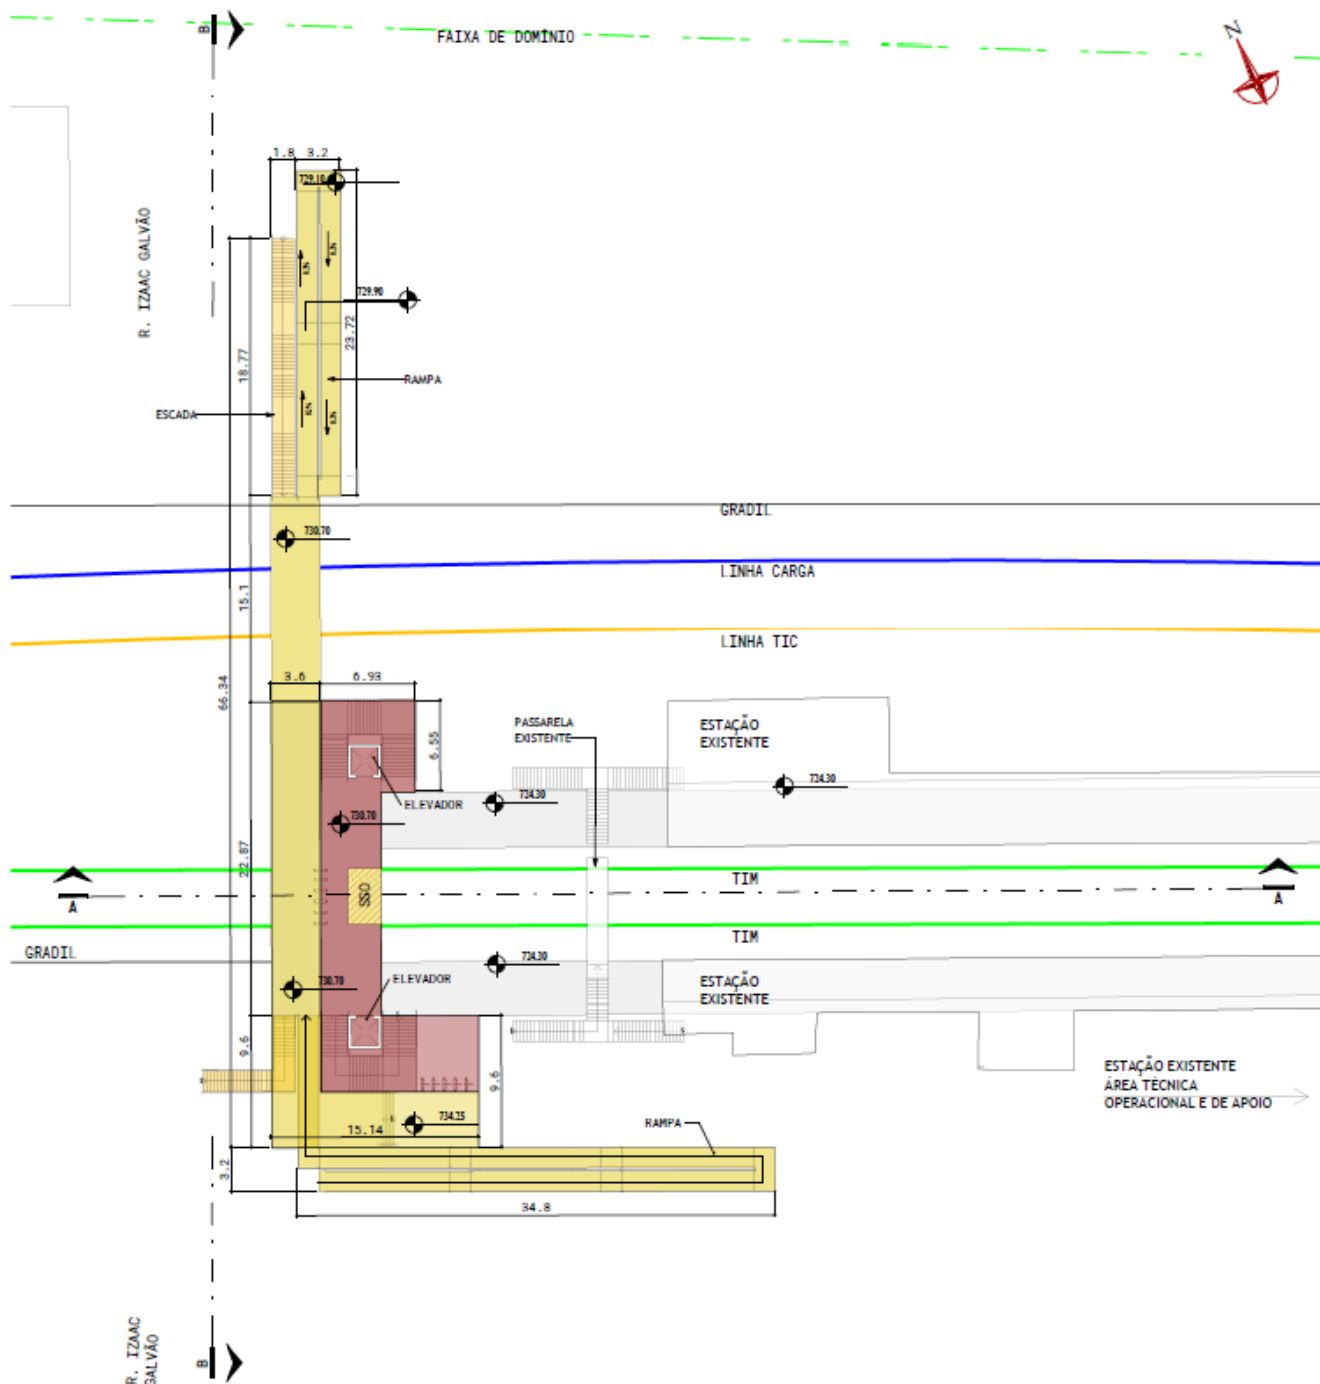 B
FAIXA DE DOMÍNIO
N
1.8
3.2
729.10
R. IZAAC GALVÃO
729.90
23.72
18.77
RAMPA
ESCADA
GRADIL
730.70
LINHA CARGA
15.1
LINHA TIC
66.34
3.6
6.93
PASSARELA
EXISTENTE
ESTAÇÃO
EXISTENTE
6.55
734.30
734.30
ELEVADOR
730.70
22.87
TIM
SSO
A
A
TIM
GRADIL
734.30
730.70
ELEVADOR
ESTAÇÃO
EXISTENTE
9.6
9.6
ESTAÇÃO EXISTENTE
ÁREA TÉCNICA
OPERACIONAL E DE APOIO
734.25
RAMPA
15.14
3.2
34.8
R. IZAAC
GALVÃO
B